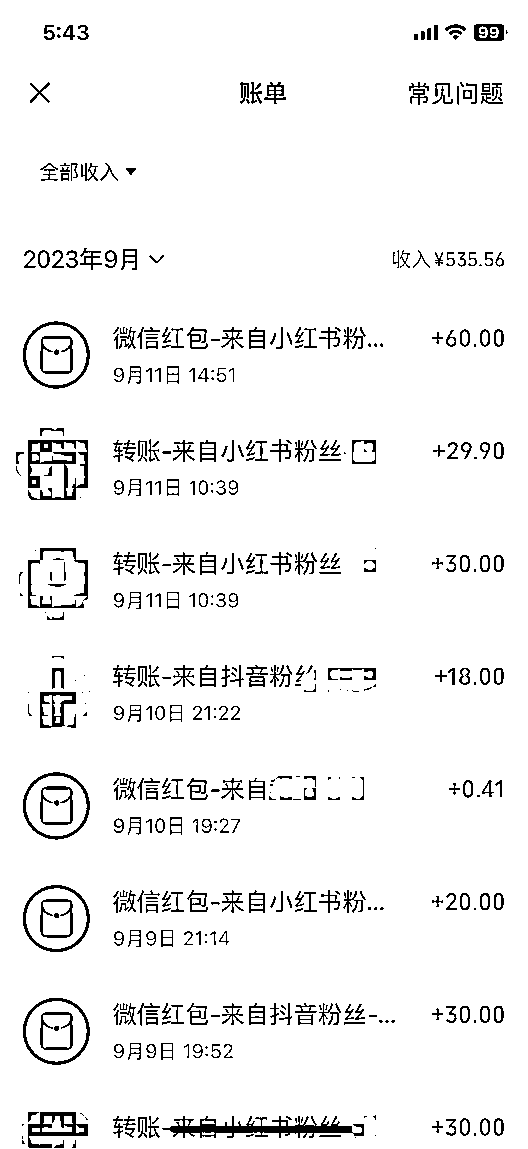 5:43
99
账单
常见问题
全部收入
2023年9月
收入¥535.56
微信红包-来自小红书粉...
+60.00
9月11日 14:51
转账-来自小红书粉丝
+29.90
9月11日 10:39
转账-来自小红书粉丝
+30.00
9月11日 10:39
转账-来自抖音粉丝
+18.00
9月10日 21:22
微信红包-来自
+0.41
9月10日 19:27
微信红包-来自小红书粉...
+20.00
9月9日 21:14
微信红包-来自抖音粉丝-...
+30.00
9月9日 19:52
转账-来自小红书粉丝
+30.00